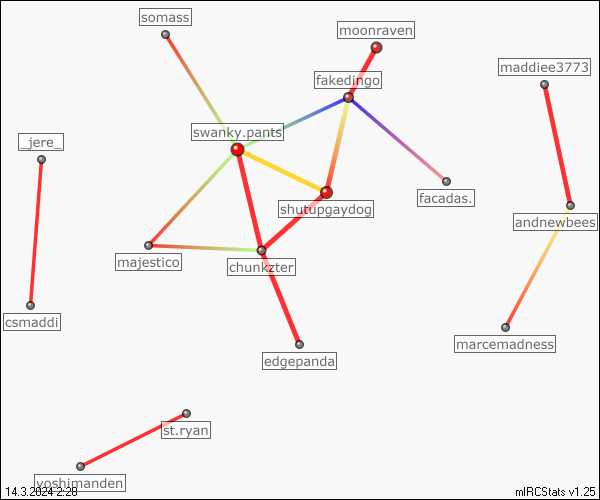 somass
moonraven
fakedingo
maddiee3773
swanky.pants
_jere_
facadas.
shutupgaydog
andnewbees
majestico
chunkzter
csmaddi
marcemadness
edgepanda
st.ryan
yoshimanden
14.3.2024 2:28
mIRCStats v1.25